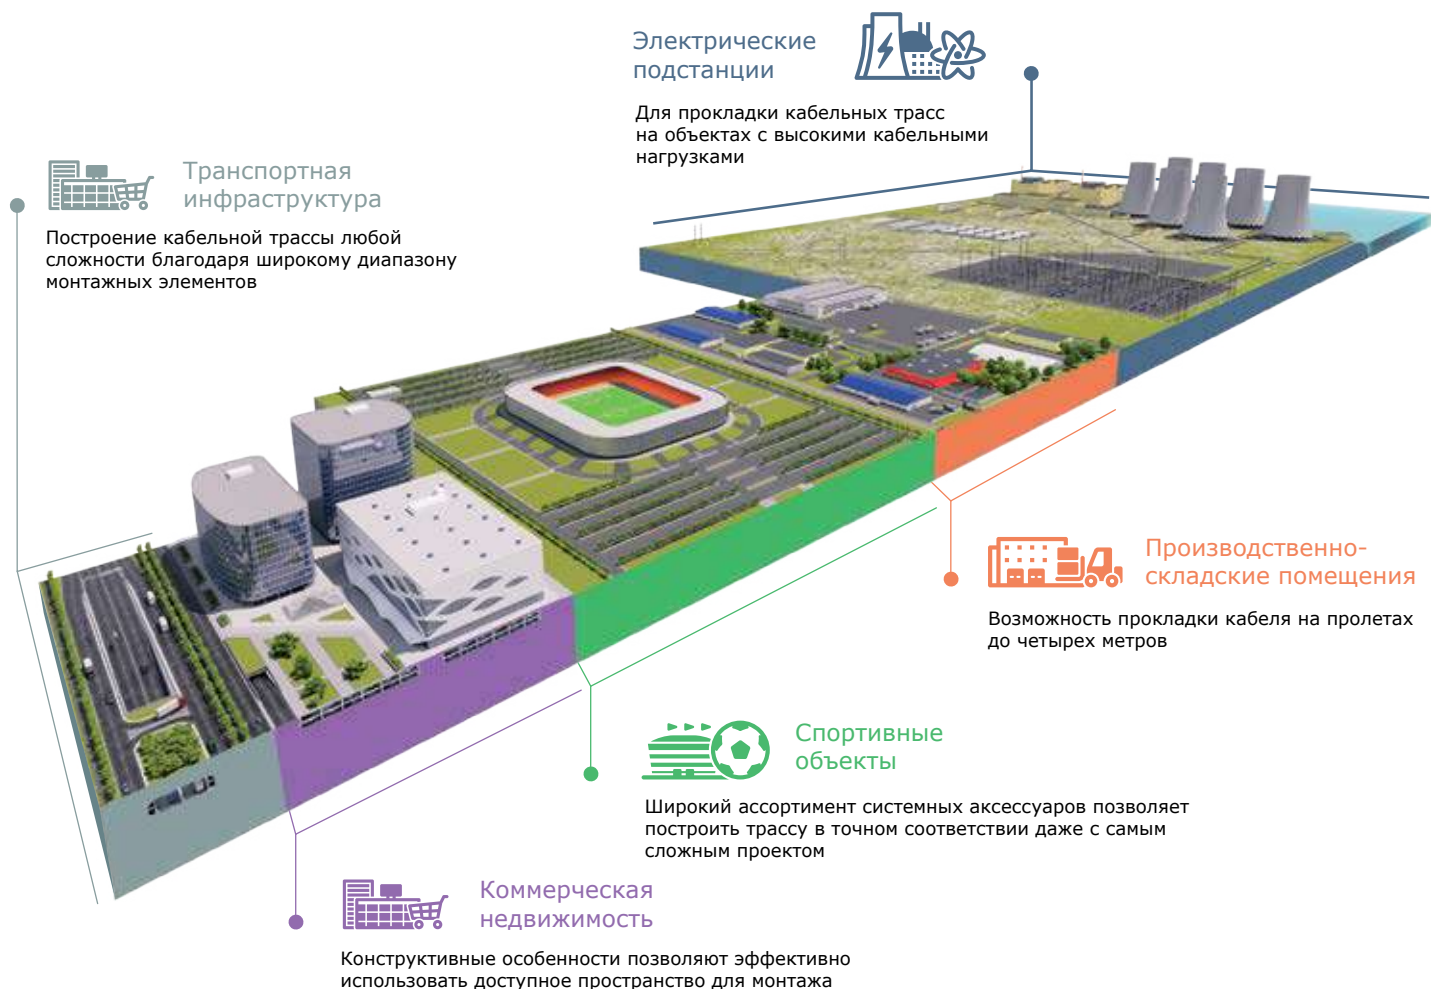 Электрические
подстанции
Для прокладки кабельных трасс
на объектах с высокими кабельными
нагрузками
Транспортная
инфраструктура
Построение кабельной трассы любой
сложности благодаря широкому диапазону
монтажных элементов
Производственно-
складские помещения
Возможность прокладки кабеля на пролетах
до четырех метров
Спортивные
объекты
Широкий ассортимент системных аксессуаров позволяет
построить трассу в точном соответствии даже с самым
сложным проектом
Коммерческая
недвижимость
Конструктивные особенности позволяют эффективно
использовать доступное пространство для монтажа